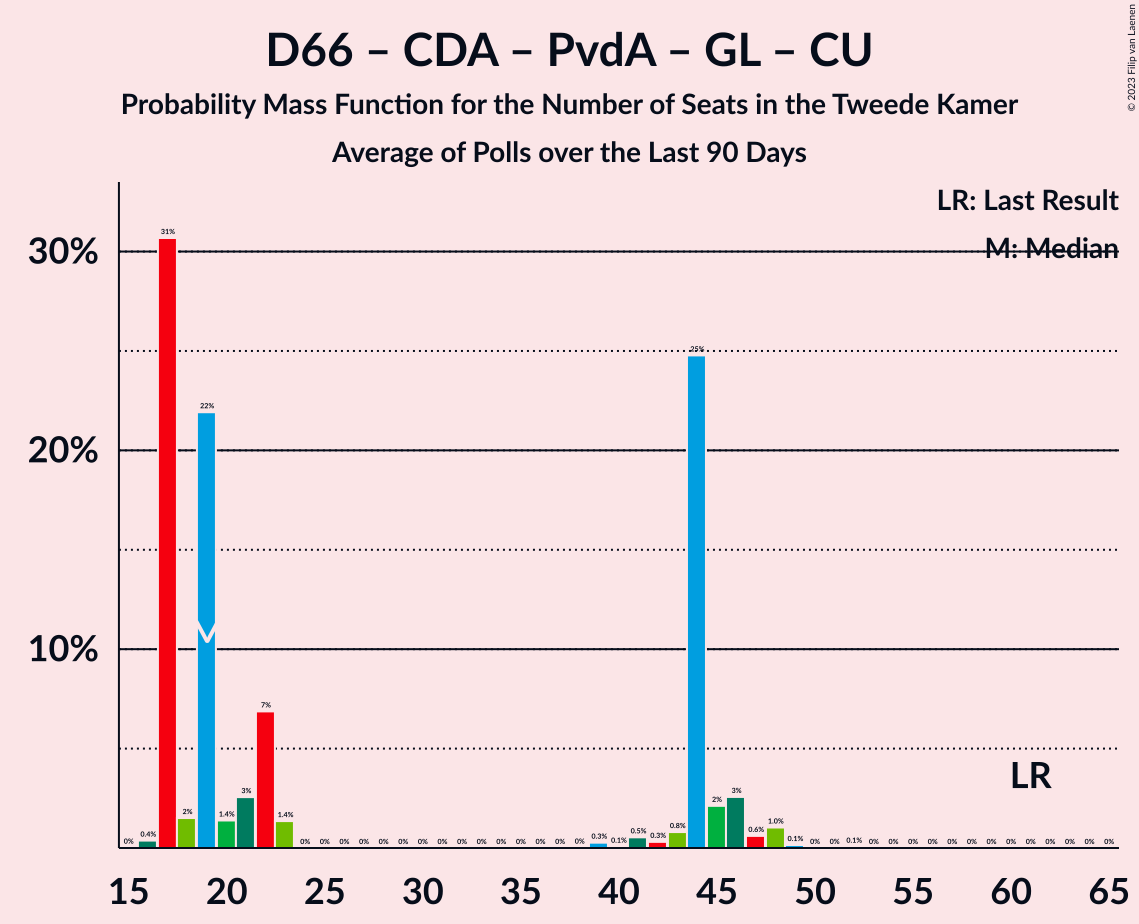 D66 – CDA – PvdA – GL – CU
Probability Mass Function for the Number of Seats in the Tweede Kamer
Average of Polls over the Last 90 Days
© 2023 Filip van Laenen
LR: Last Result
M: Median
30%
20%
10%
0% 0.4% 31% 2% 22% 1.4% 3% 7% 1.4% 0% 0% 0% 0% 0% 0% 0% 0% 0% 0% 0% 0% 0% 0% 0% 0.3% 0.1% 0.5% 0.3% 0.8% 25% 2% 3% 0.6% 1.0% 0.1% 0% 0% 0.1% 0% 0% 0% 0% 0% 0% 0% 0% 0% 0% 0% 0% 0%
LR
15 20 25 30 35 40 45 50 55 60 65